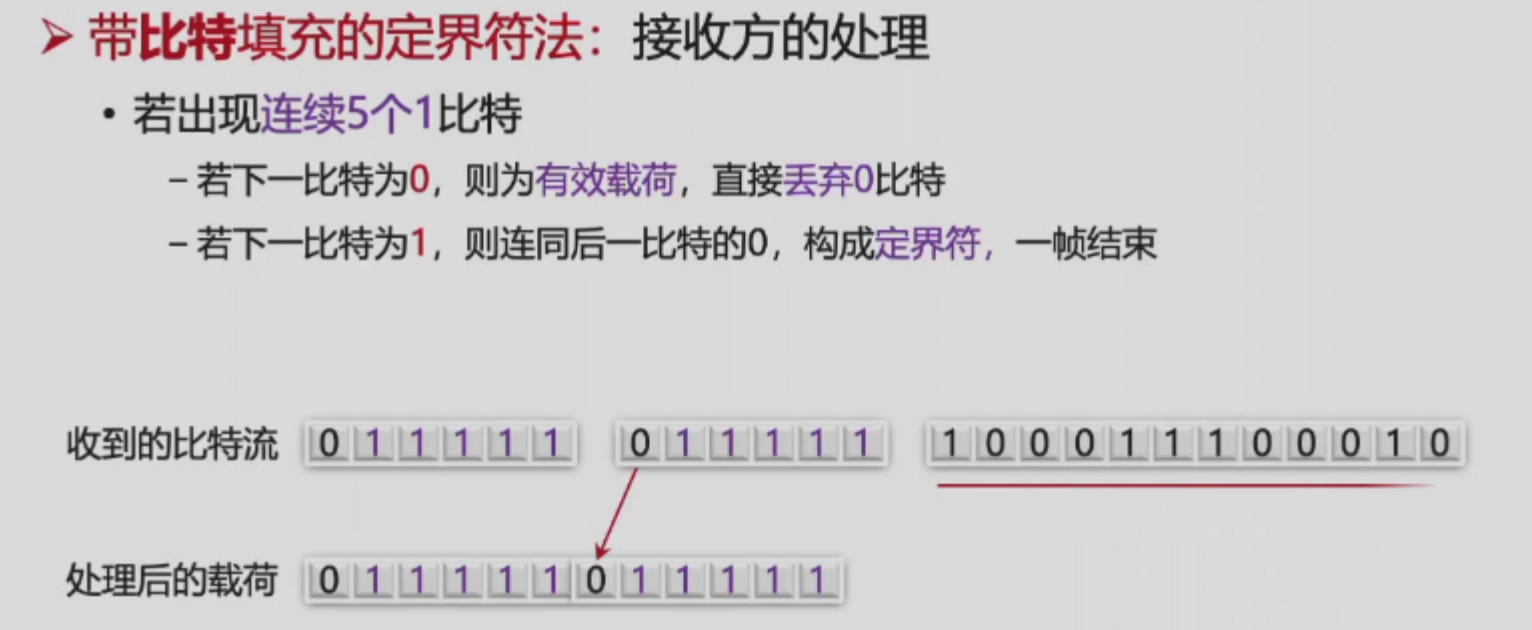 ➢ 带比特填充的定界符法：接收方的处理
• 若出现连续5个1比特
– 若下一比特为0，则为有效载荷，直接丢弃0比特
– 若下一比特为1，则连同后一比特的0，构成定界符，一帧结束
收到的比特流 0 1 1 1 1 1 0 1 1 1 1 1 1 0 0 0 1 1 1 0 0 0 1 0
处理后的载荷 0 1 1 1 1 1 0 1 1 1 1 1